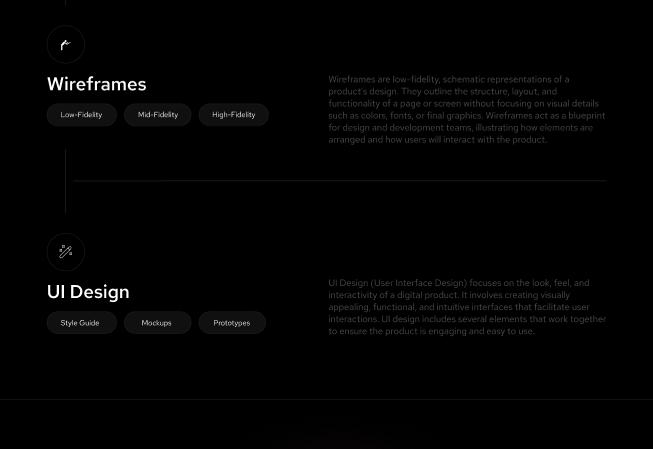 Wireframes
Low-Fidelity
Mid-Fidelity
High-Fidelity
Wireframes are low-fidelity, schematic representations of a
product's design. They outline the structure, layout, and
functionality of a page or screen without focusing on visual details
such as colors, fonts, or final graphics. Wireframes act as a blueprint
for design and development teams, illustrating how elements are
arranged and how users will interact with the product.
UI Design
Style Guide
Mockups
Prototypes
UI Design (User Interface Design) focuses on the look, feel, and
interactivity of a digital product. It involves creating visually
appealing, functional, and intuitive interfaces that facilitate user
interactions. UI design includes several elements that work together
to ensure the product is engaging and easy to use.